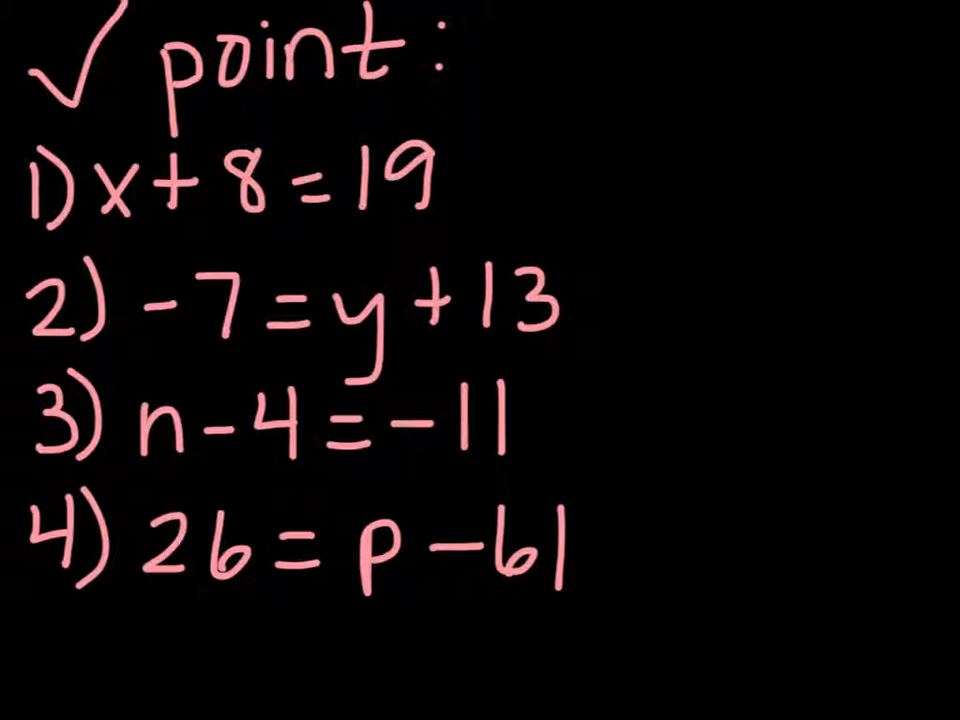 ✓ point:
1) x + 8 = 19
2) - 7 = y + 13
3) n - 4 = - 11
4) 26 = p - 61